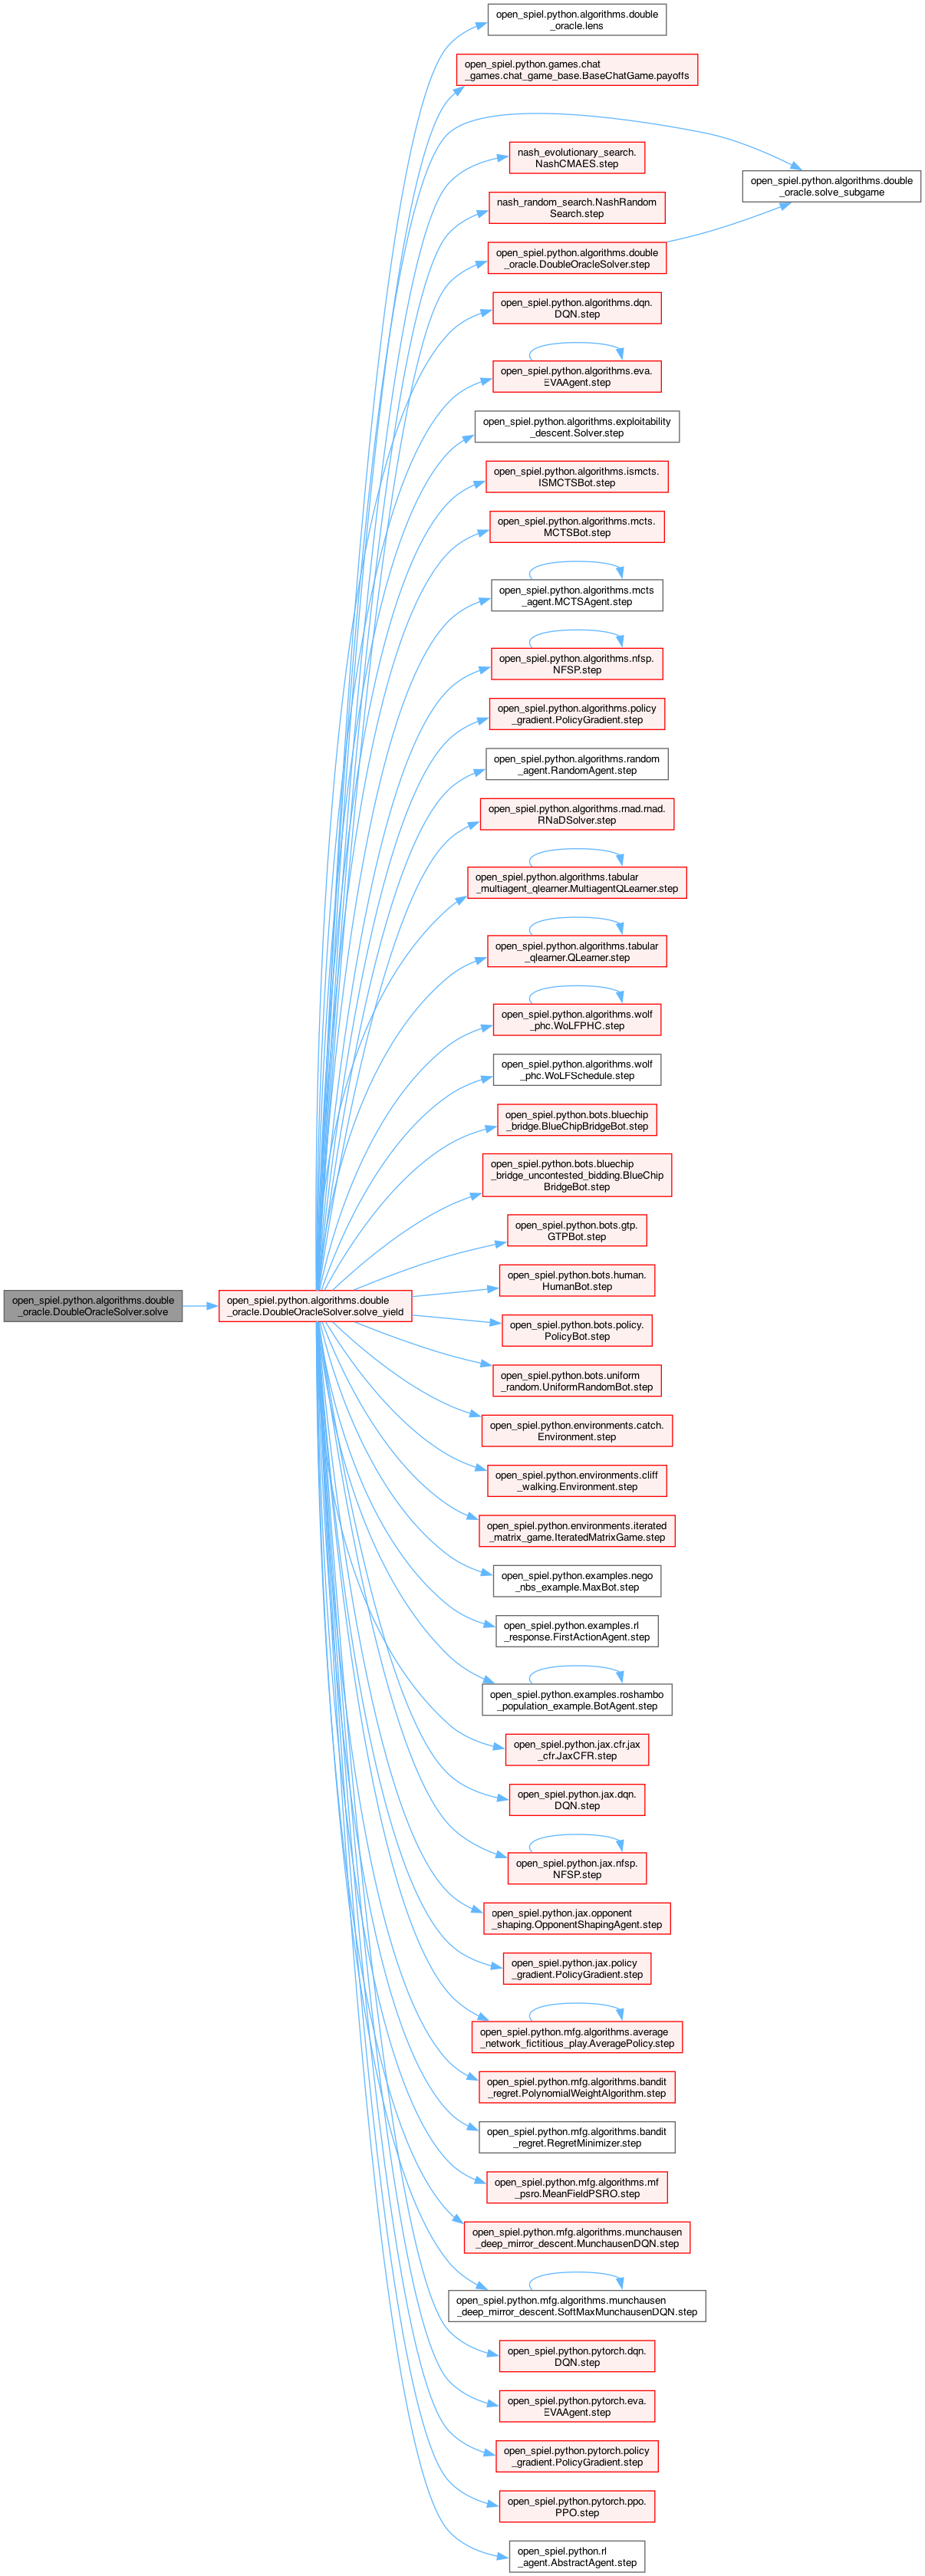 open_spiel.python.algorithms.double
_oracle.lens
open_spiel.python.games.chat
_games.chat_game_base.BaseChatGame.payoffs
nash_evolutionary_search.
NashCMAES.step
open_spiel.python.algorithms.double
_oracle.solve_subgame
nash_random_search.NashRandom
Search.step
open_spiel.python.algorithms.double
_oracle.DoubleOracleSolver.step
open_spiel.python.algorithms.dqn.
DQN.step
open_spiel.python.algorithms.eva.
EVAAgent.step
open_spiel.python.algorithms.exploitability
_descent.Solver.step
open_spiel.python.algorithms.ismcts.
ISMCTSBot.step
open_spiel.python.algorithms.mcts.
MCTSBot.step
open_spiel.python.algorithms.mcts
_agent.MCTSAgent.step
open_spiel.python.algorithms.nfsp.
NFSP.step
open_spiel.python.algorithms.policy
_gradient.PolicyGradient.step
open_spiel.python.algorithms.random
_agent.RandomAgent.step
open_spiel.python.algorithms.rnad.rnad.
RNaDSolver.step
open_spiel.python.algorithms.tabular
_multiagent_qlearner.MultiagentQLearner.step
open_spiel.python.algorithms.tabular
_qlearner.QLearner.step
open_spiel.python.algorithms.wolf
_phc.WoLFPHC.step
open_spiel.python.algorithms.wolf
_phc.WoLFSchedule.step
open_spiel.python.bots.bluechip
_bridge.BlueChipBridgeBot.step
open_spiel.python.bots.bluechip
_bridge_uncontested_bidding.BlueChip
BridgeBot.step
open_spiel.python.bots.gtp.
GTPBot.step
open_spiel.python.bots.human.
HumanBot.step
open_spiel.python.algorithms.double
_oracle.DoubleOracleSolver.solve
open_spiel.python.algorithms.double
_oracle.DoubleOracleSolver.solve_yield
open_spiel.python.bots.policy.
PolicyBot.step
open_spiel.python.bots.uniform
_random.UniformRandomBot.step
open_spiel.python.environments.catch.
Environment.step
open_spiel.python.environments.cliff
_walking.Environment.step
open_spiel.python.environments.iterated
_matrix_game.IteratedMatrixGame.step
open_spiel.python.examples.nego
_nbs_example.MaxBot.step
open_spiel.python.examples.rl
_response.FirstActionAgent.step
open_spiel.python.examples.roshambo
_population_example.BotAgent.step
open_spiel.python.jax.cfr.jax
_cfr.JaxCFR.step
open_spiel.python.jax.dqn.
DQN.step
open_spiel.python.jax.nfsp.
NFSP.step
open_spiel.python.jax.opponent
_shaping.OpponentShapingAgent.step
open_spiel.python.jax.policy
_gradient.PolicyGradient.step
open_spiel.python.mfg.algorithms.average
_network_fictitious_play.AveragePolicy.step
open_spiel.python.mfg.algorithms.bandit
_regret.PolynomialWeightAlgorithm.step
open_spiel.python.mfg.algorithms.bandit
_regret.RegretMinimizer.step
open_spiel.python.mfg.algorithms.mf
_psro.MeanFieldPSRO.step
open_spiel.python.mfg.algorithms.munchausen
_deep_mirror_descent.MunchausenDQN.step
open_spiel.python.mfg.algorithms.munchausen
_deep_mirror_descent.SoftMaxMunchausenDQN.step
open_spiel.python.pytorch.dqn.
DQN.step
open_spiel.python.pytorch.eva.
EVAAgent.step
open_spiel.python.pytorch.policy
_gradient.PolicyGradient.step
open_spiel.python.pytorch.ppo.
PPO.step
open_spiel.python.rl
_agent.AbstractAgent.step